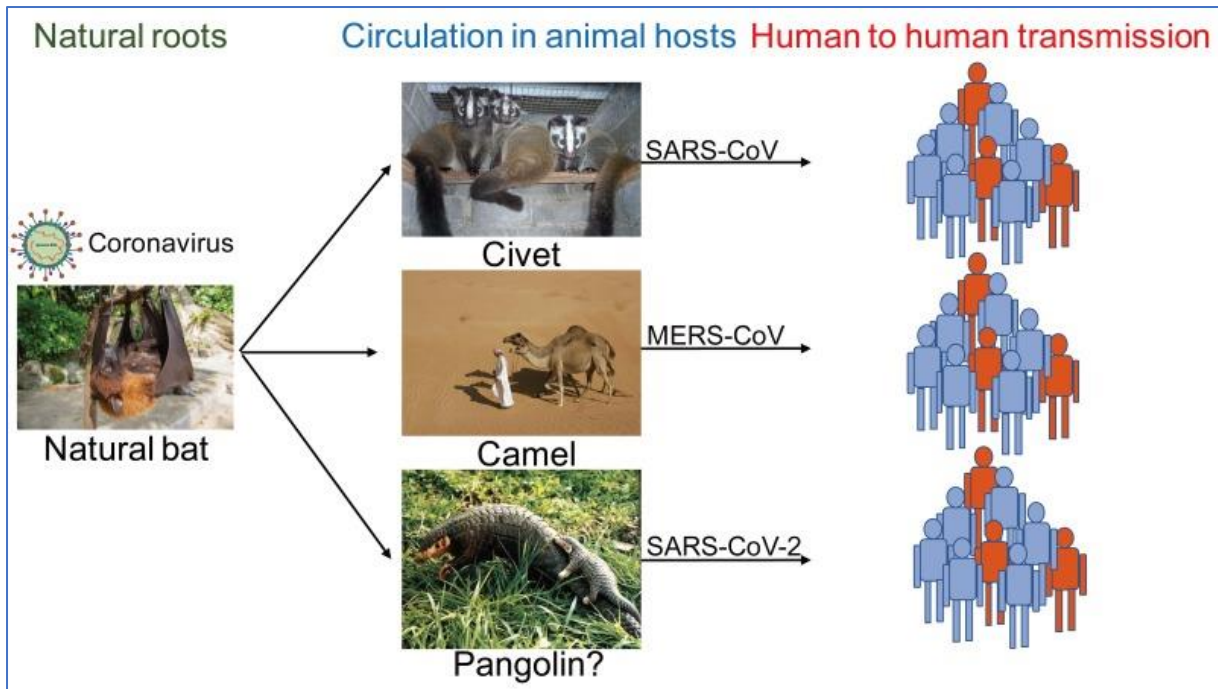 Natural roots
Circulation in animal hosts
Human to human transmission
Coronavirus
Natural bat
SARS-CoV
Civet
MERS-CoV
Camel
SARS-CoV-2
Pangolin?